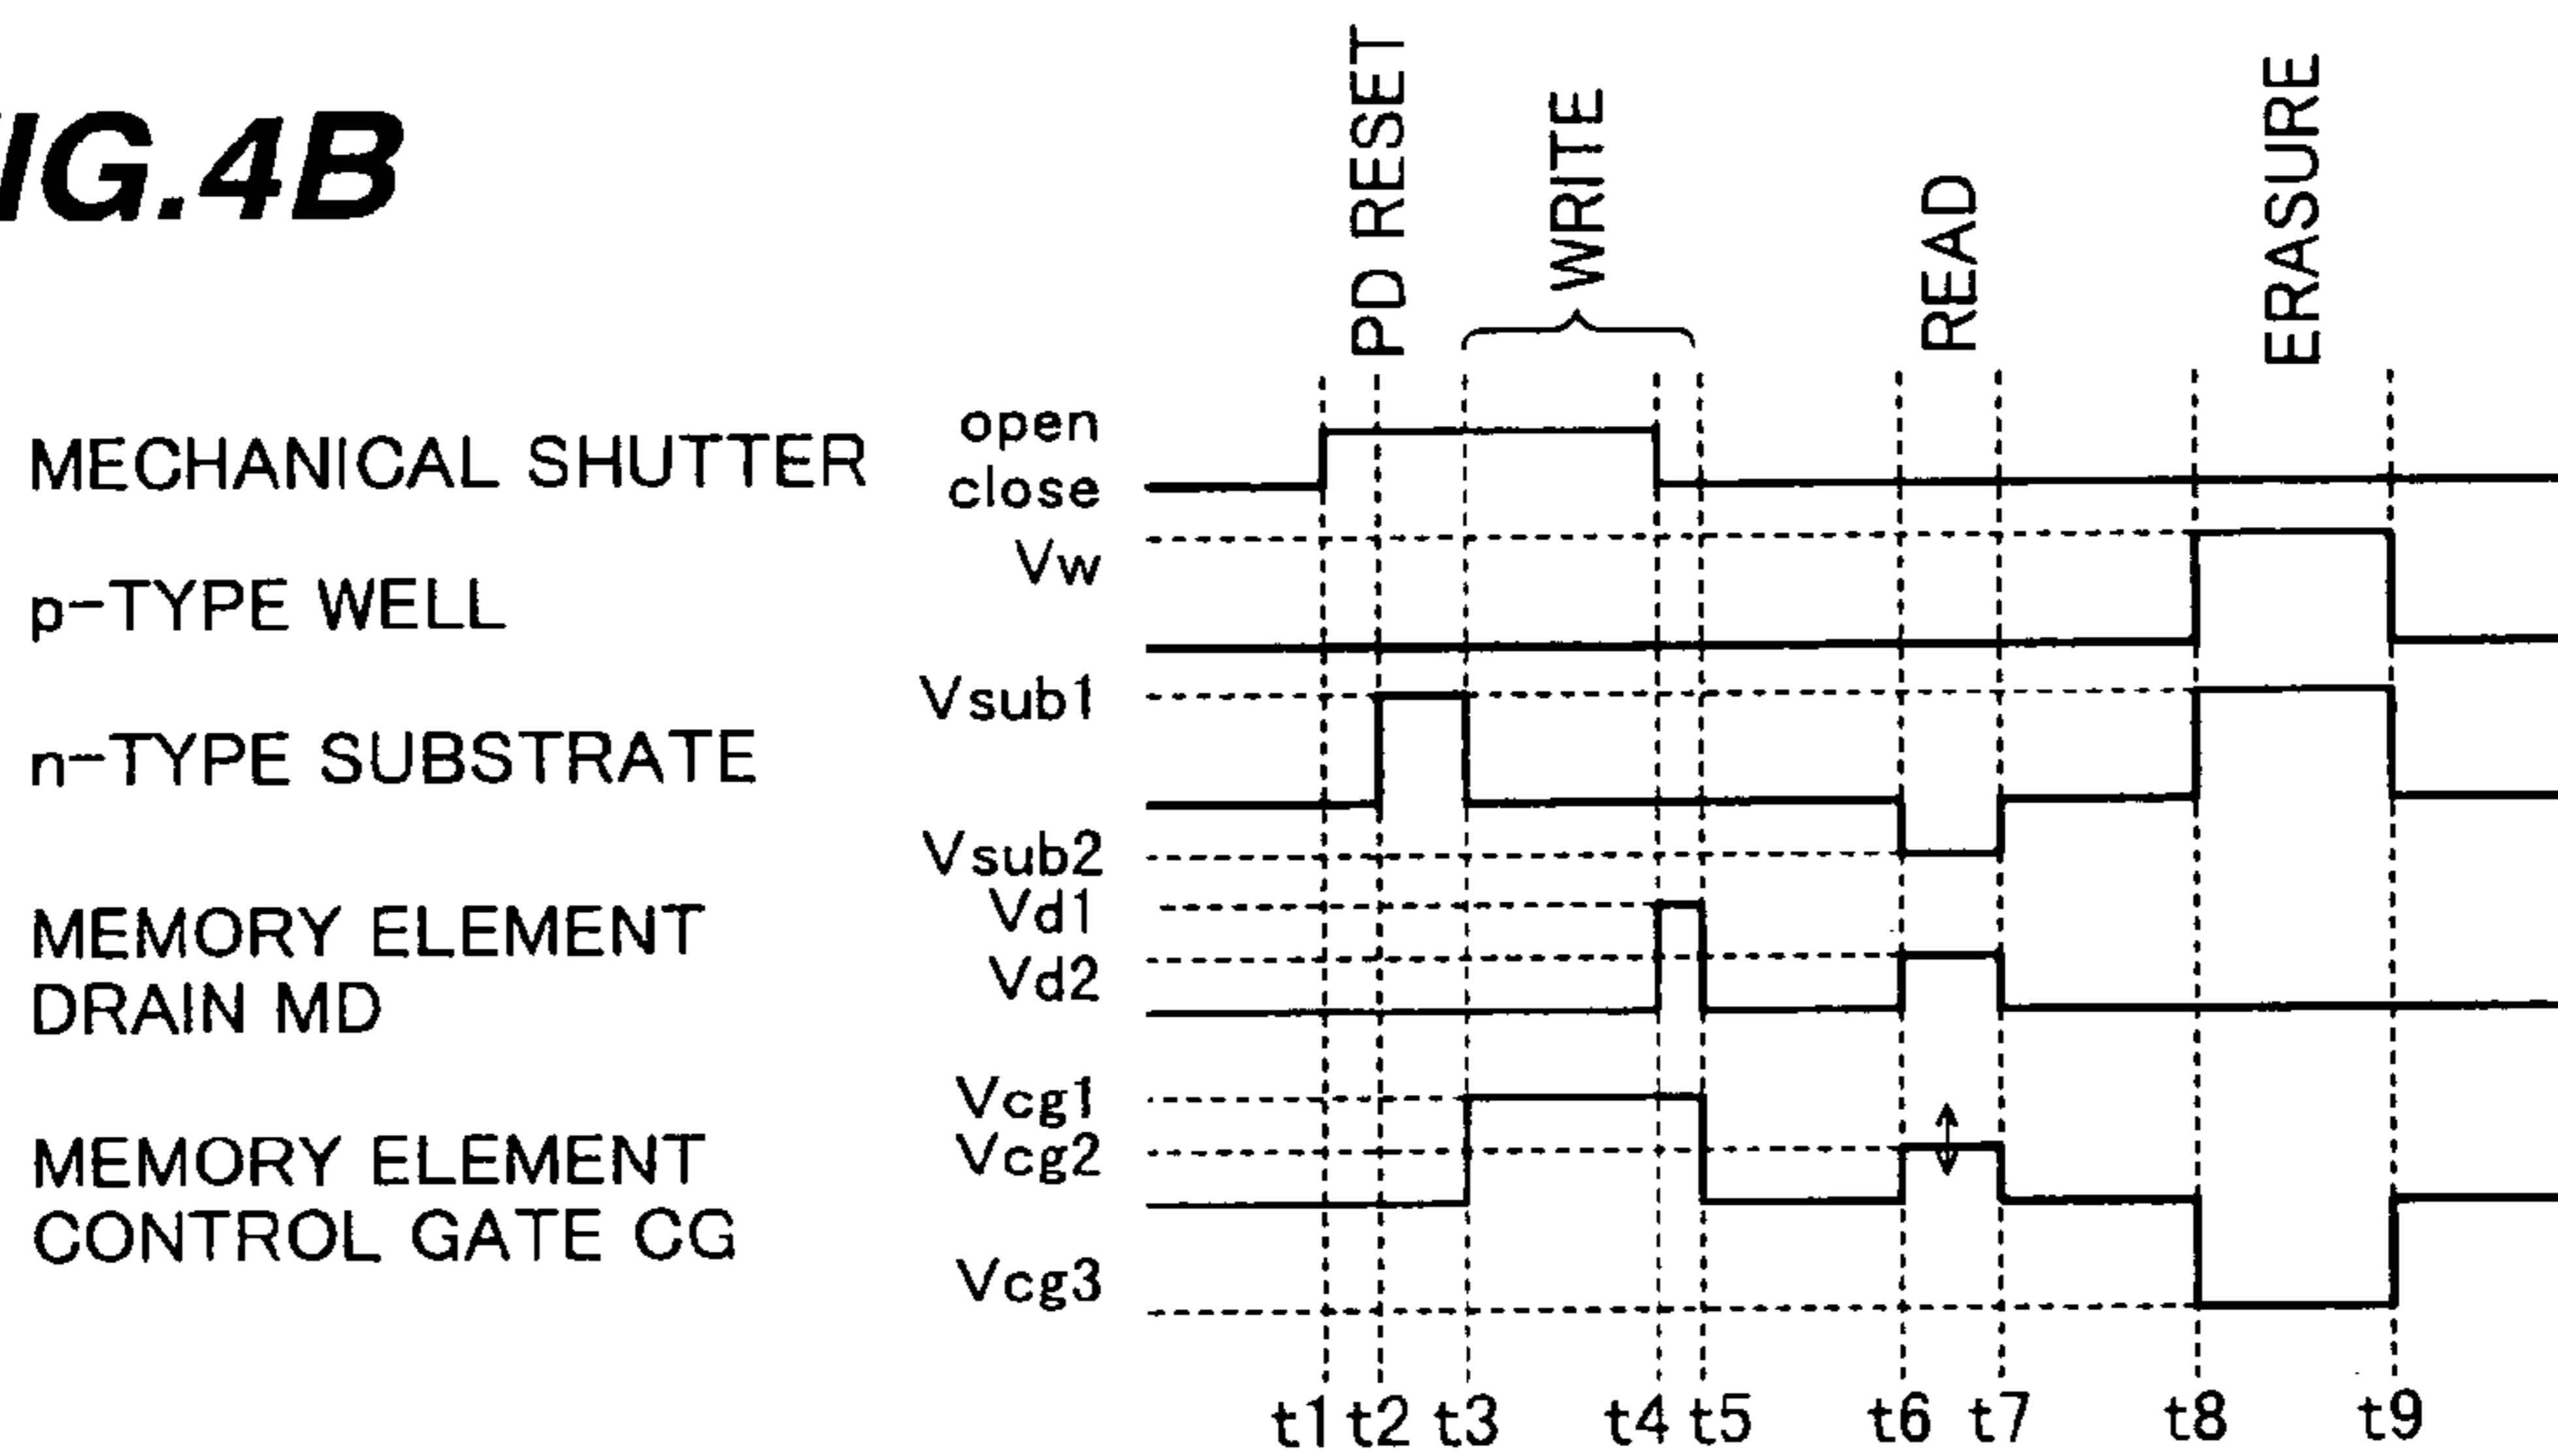 IG.4B
PD RESET
WRITE
READ
ERASURE
MECHANICAL SHUTTER
open
close
p-TYPE WELL
Vw
n-TYPE SUBSTRATE
Vsub1
Vsub2
MEMORY ELEMENT
DRAIN MD
Vd1
Vd2
MEMORY ELEMENT
CONTROL GATE CG
Vcg1
Vcg2
Vcg3
t1 t2 t3 t4 t5 t6 t7 t8 t9